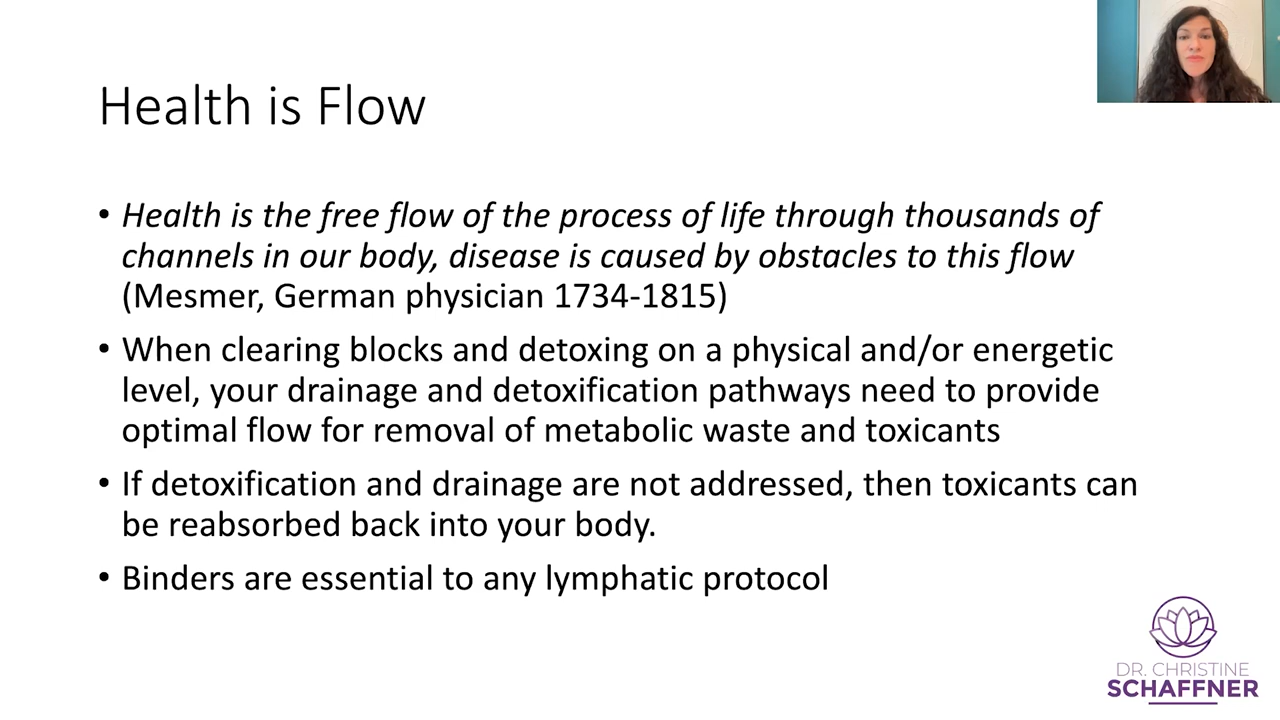 Health is Flow
• Health is the free flow of the process of life through thousands of
channels in our body, disease is caused by obstacles to this flow
(Mesmer, German physician 1734-1815)
• When clearing blocks and detoxing on a physical and/or energetic
level, your drainage and detoxification pathways need to provide
optimal flow for removal of metabolic waste and toxicants
• If detoxification and drainage are not addressed, then toxicants can
be reabsorbed back into your body.
• Binders are essential to any lymphatic protocol
DR. CHRISTINE
SCHAFFNER